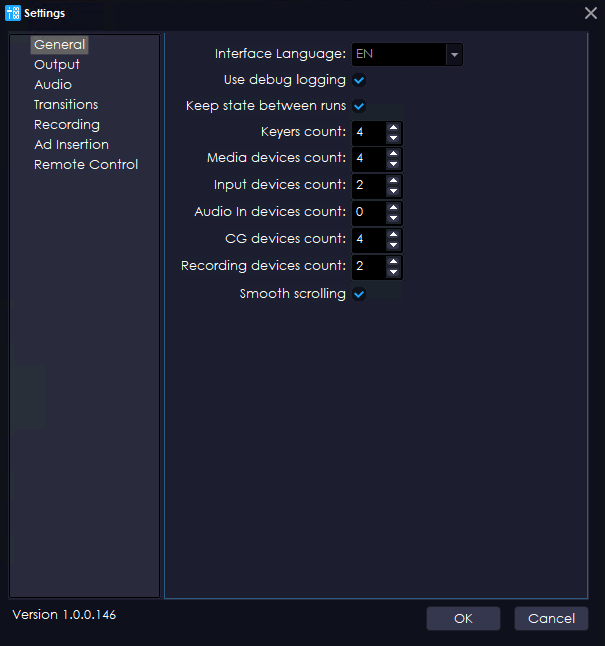 Settings
General
Output
Audio
Transitions
Recording
Ad Insertion
Remote Control
Interface Language: EN
Use debug logging
Keep state between runs
Keyers count: 4
Media devices count: 4
Input devices count: 2
Audio In devices count: 0
CG devices count: 4
Recording devices count: 2
Smooth scrolling
Version 1.0.0.146
OK
Cancel